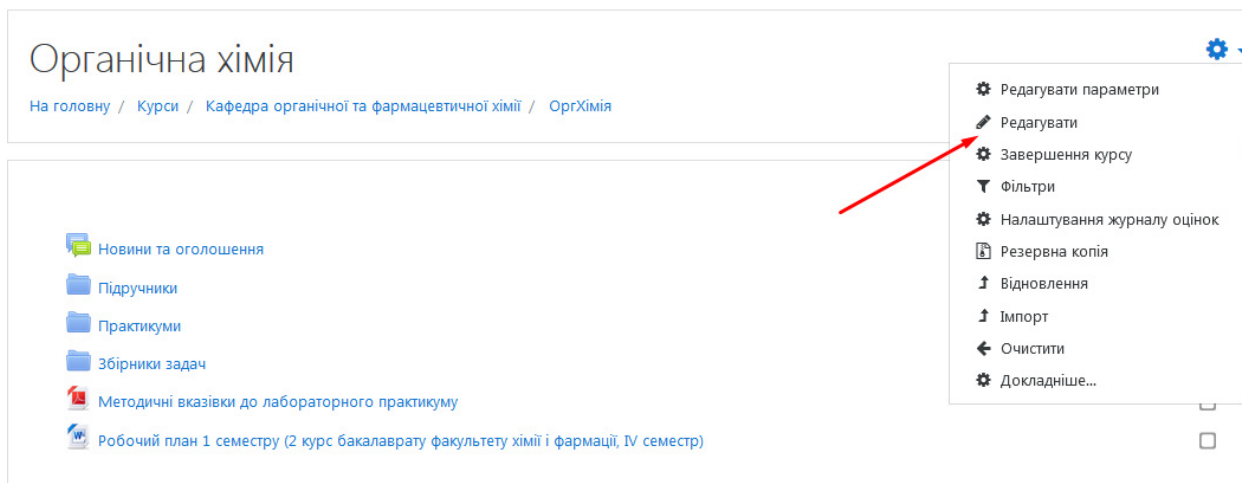 Органічна хімія
На головну / Курси / Кафедра органічної та фармацевтичної хімії / ОргХімія
Редагувати параметри
Редагувати
Завершення курсу
Фільтри
Налаштування журналу оцінок
Резервна копія
Відновлення
Імпорт
Очистити
Докладніше...
Новини та оголошення
Підручники
Практикуми
Збірники задач
Методичні вказівки до лабораторного практикуму
Робочий план 1 семестру (2 курс бакалаврату факультету хімії і фармації, IV семестр)